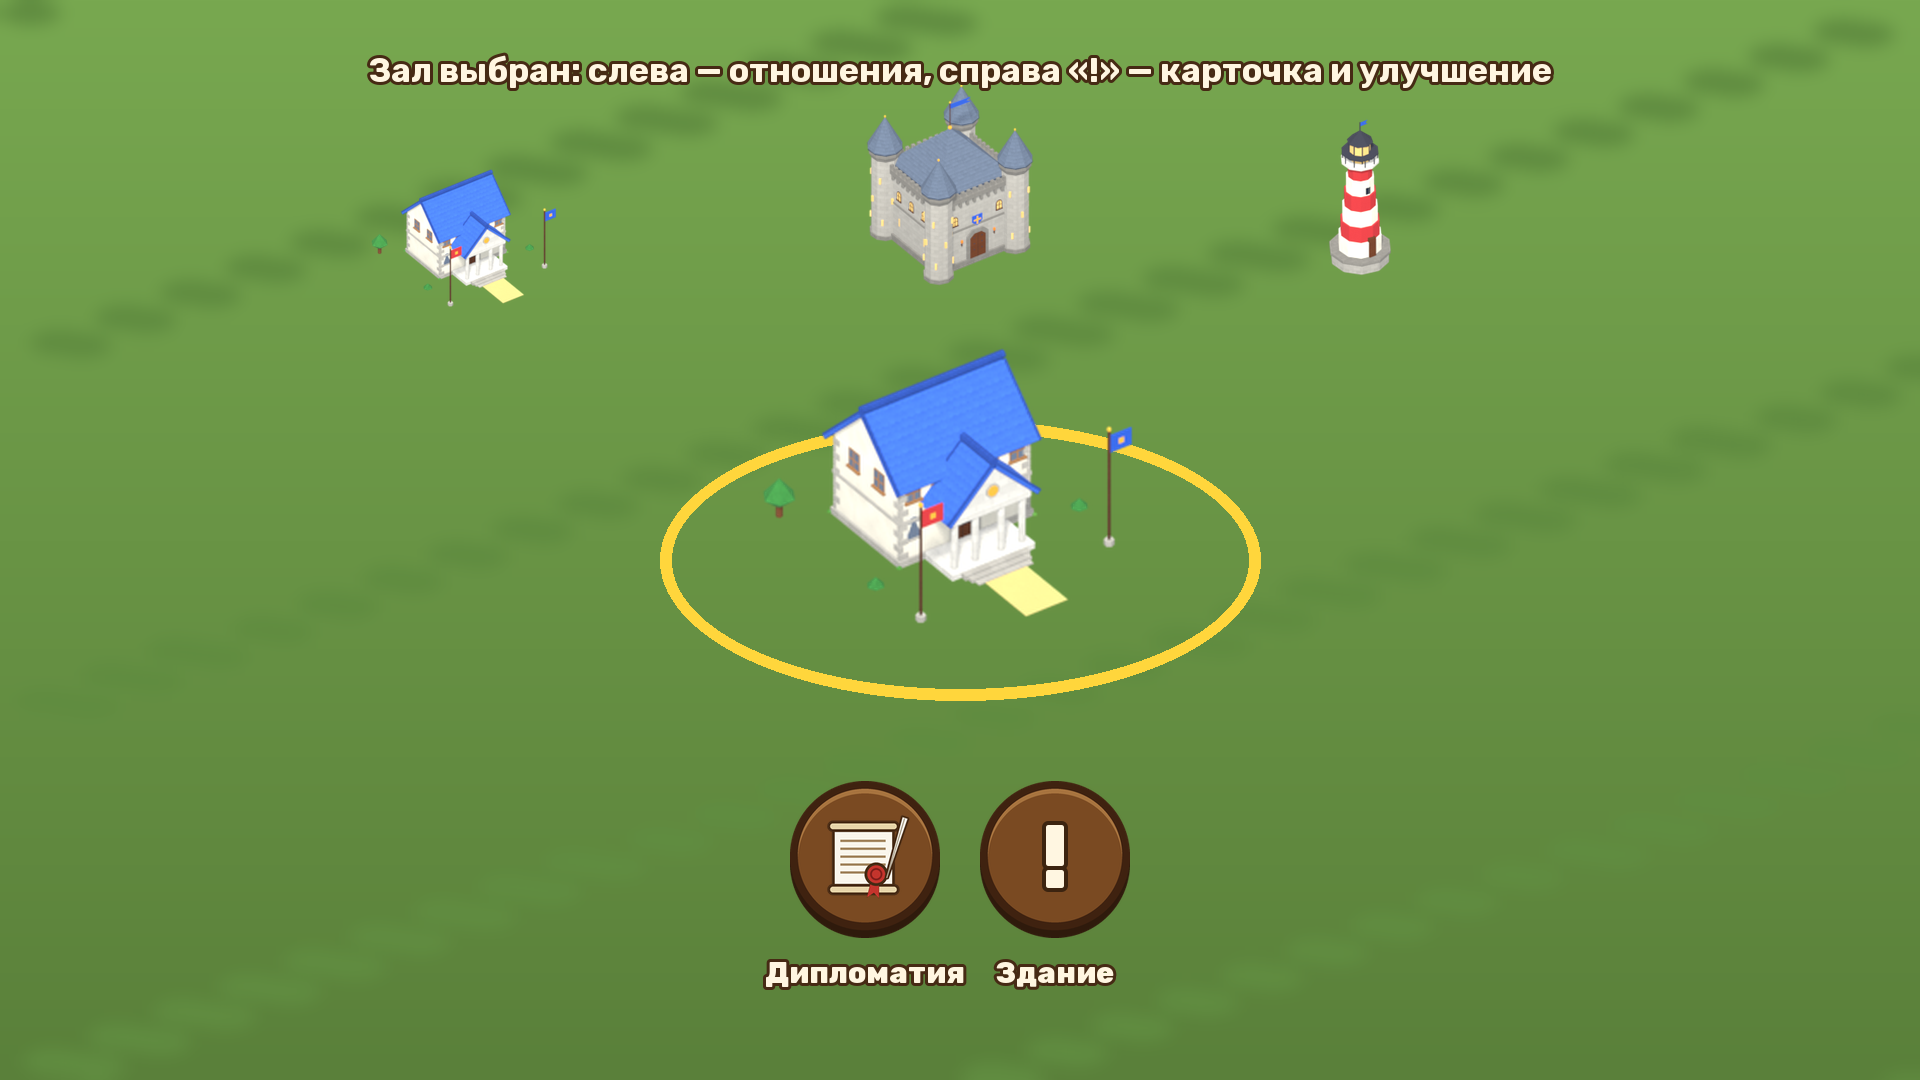 Зал выбран: слева — отношения, справа «!» — карточка и улучшение
Дипломатия
Здание